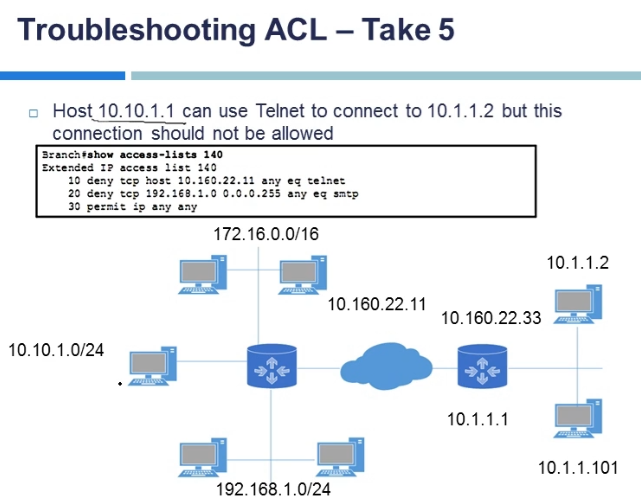 Troubleshooting ACL – Take 5
Host 10.10.1.1 can use Telnet to connect to 10.1.1.2 but this
connection should not be allowed
Branch#show access-lists 140
Extended IP access list 140
10 deny tcp host 10.160.22.11 any eq telnet
20 deny tcp 192.168.1.0 0.0.0.255 any eq smtp
30 permit ip any any
172.16.0.0/16
10.1.1.2
10.160.22.11
10.160.22.33
10.10.1.0/24
10.1.1.1
10.1.1.101
192.168.1.0/24